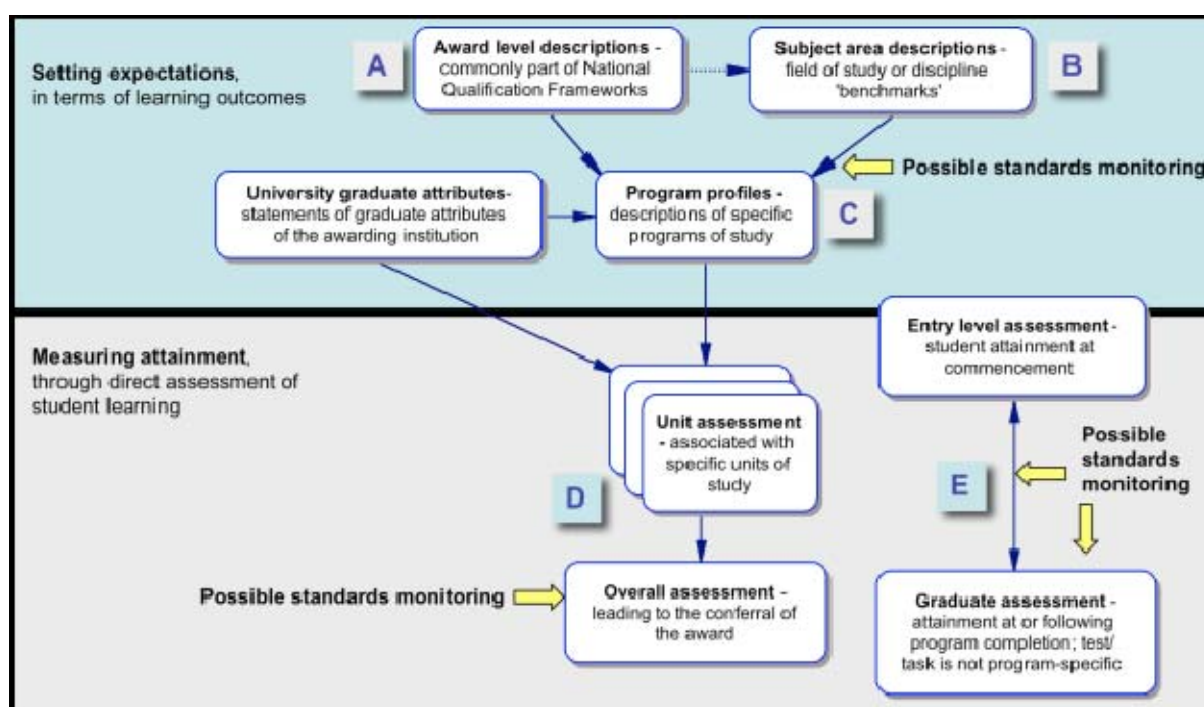 Setting expectations,
in terms of learning outcomes
A
Award level descriptions -
commonly part of National
Qualification Frameworks
Subject area descriptions -
field of study or discipline
'benchmarks'
B
Possible standards monitoring
University graduate attributes-
statements of graduate attributes
of the awarding institution
Program profiles -
descriptions of specific
programs of study
C
Measuring attainment,
through direct assessment of
student learning
Entry level assessment -
student attainment at
commencement
Unit assessment
- associated with
specific units of
study
D
E
Possible
standards
monitoring
Possible standards monitoring
Overall assessment -
leading to the conferral of
the award
Graduate assessment -
attainment at or following
program completion; test/
task is not program-specific